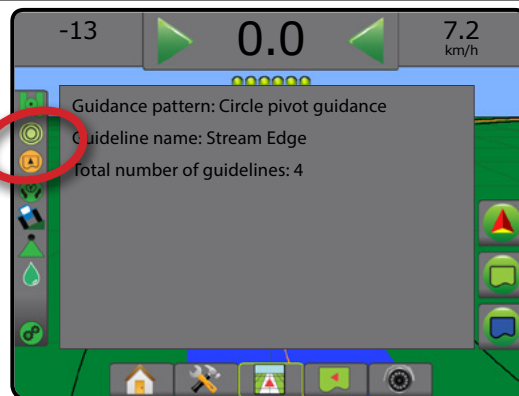 -13
0.0
7.2
km/h
Guidance pattern: Circle pivot guidance
Guideline name: Stream Edge
Total number of guidelines: 4